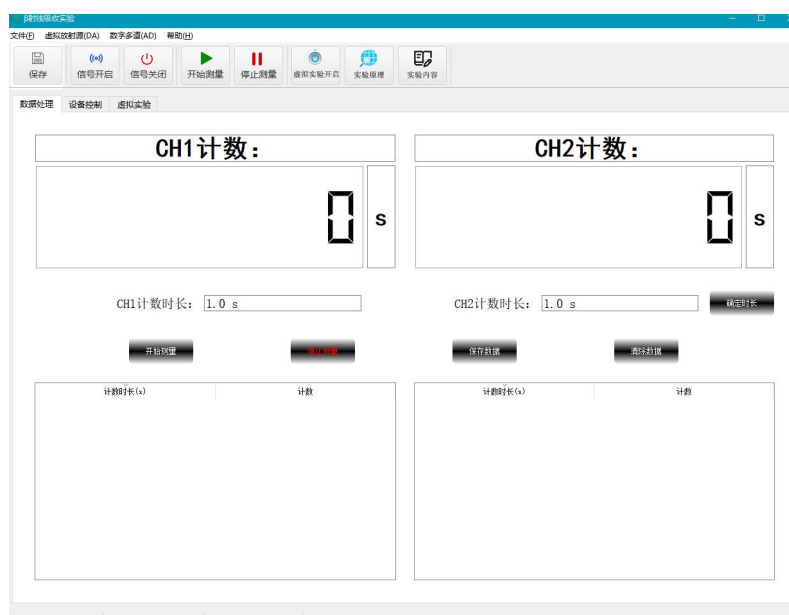 β射线吸收实验
文件(F) 虚拟放射源(DA) 数字多道(AD) 帮助(H)
保存 信号开启 信号关闭 开始测量 停止测量 虚拟实验开启 实验原理 实验内容
数据处理 设备控制 虚拟实验
CH1计数: CH2计数:
0 s 0 s
CH1计数时长: 1.0 s CH2计数时长: 1.0 s 确定时长
开始测量 停止测量 保存数据 清除数据
计数时长(s) 计数 计数时长(s) 计数